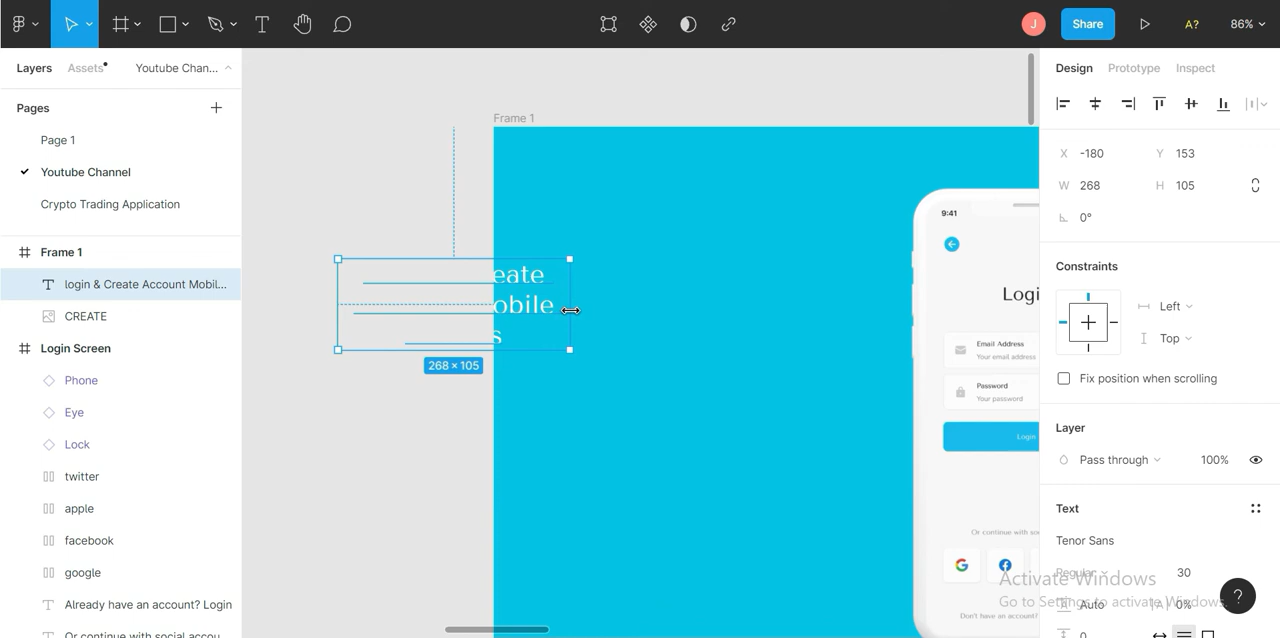 Share
A?
86%
Layers
Assets
Youtube Chan...
Design
Prototype
Inspect
Pages
Page 1
Youtube Channel
Crypto Trading Application
Frame 1
login & Create Account Mobil...
CREATE
Login Screen
Phone
Eye
Lock
twitter
apple
facebook
google
Already have an account? Login
Or continue with social accou
Frame 1
eate
obile
s
268 × 105
9:41
Logi
Email Address
Your email address
Password
Your password
Login
Or continue with so
Don't have an account?
J
X -180 Y 153
W 268 H 105
0°
Constraints
Left
Top
Fix position when scrolling
Layer
Pass through 100%
Text
Tenor Sans
Regular 30
Auto 0%
0
Activate Windows
Go to Settings to activate Windows.
?